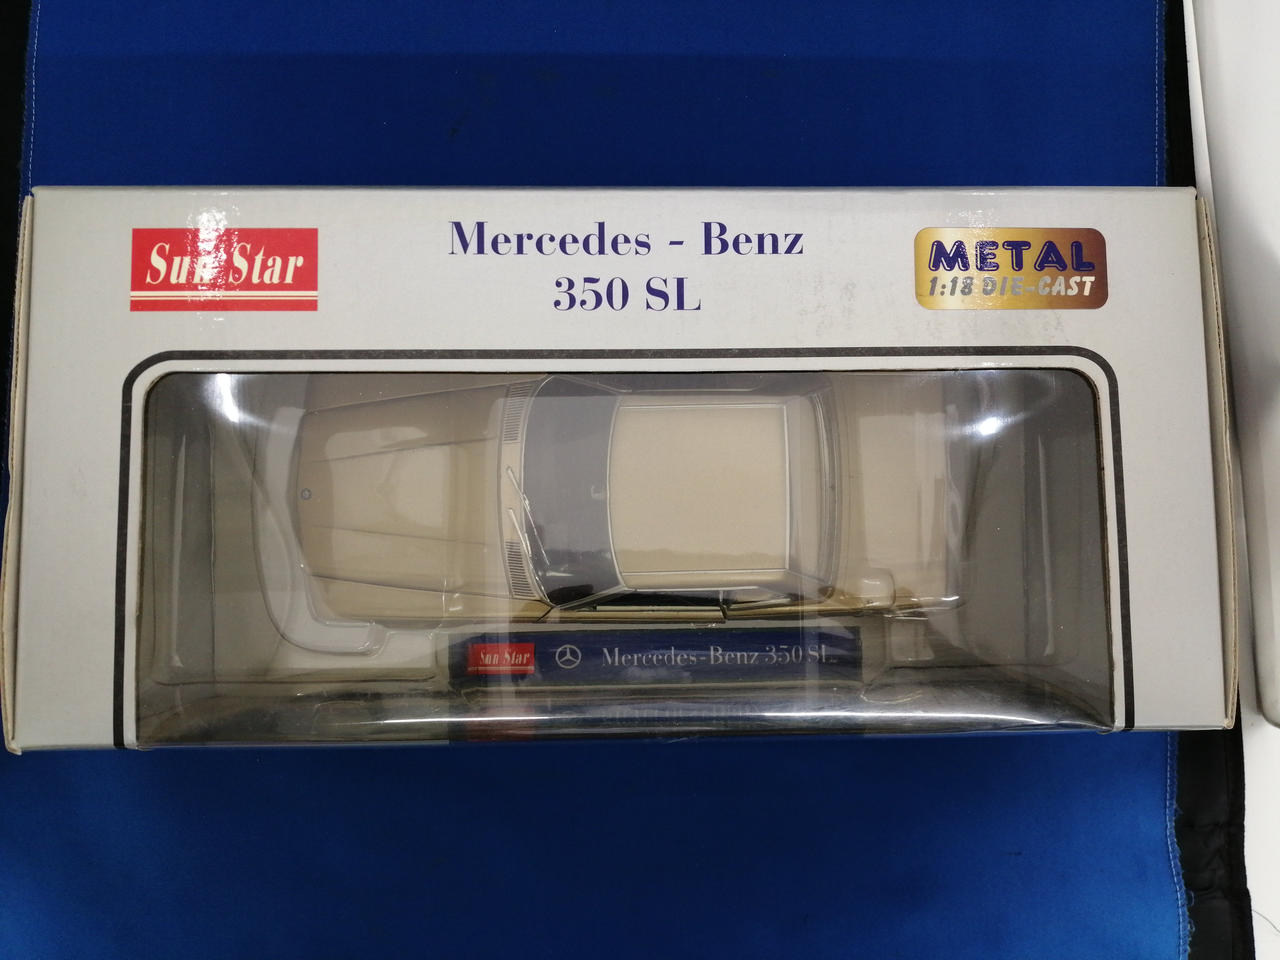 Sun Star
Mercedes - Benz
350 SL
METAL
1:18 DIE-CAST
Sun Star
Mercedes-Benz 350 SL